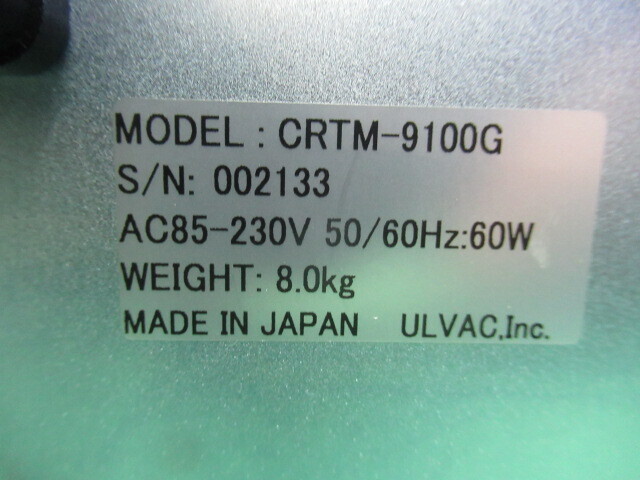 MODEL : CRTM-9100G
S/N: 002133
AC85-230V 50/60Hz:60W
WEIGHT: 8.0kg
MADE IN JAPAN ULVAC,Inc.